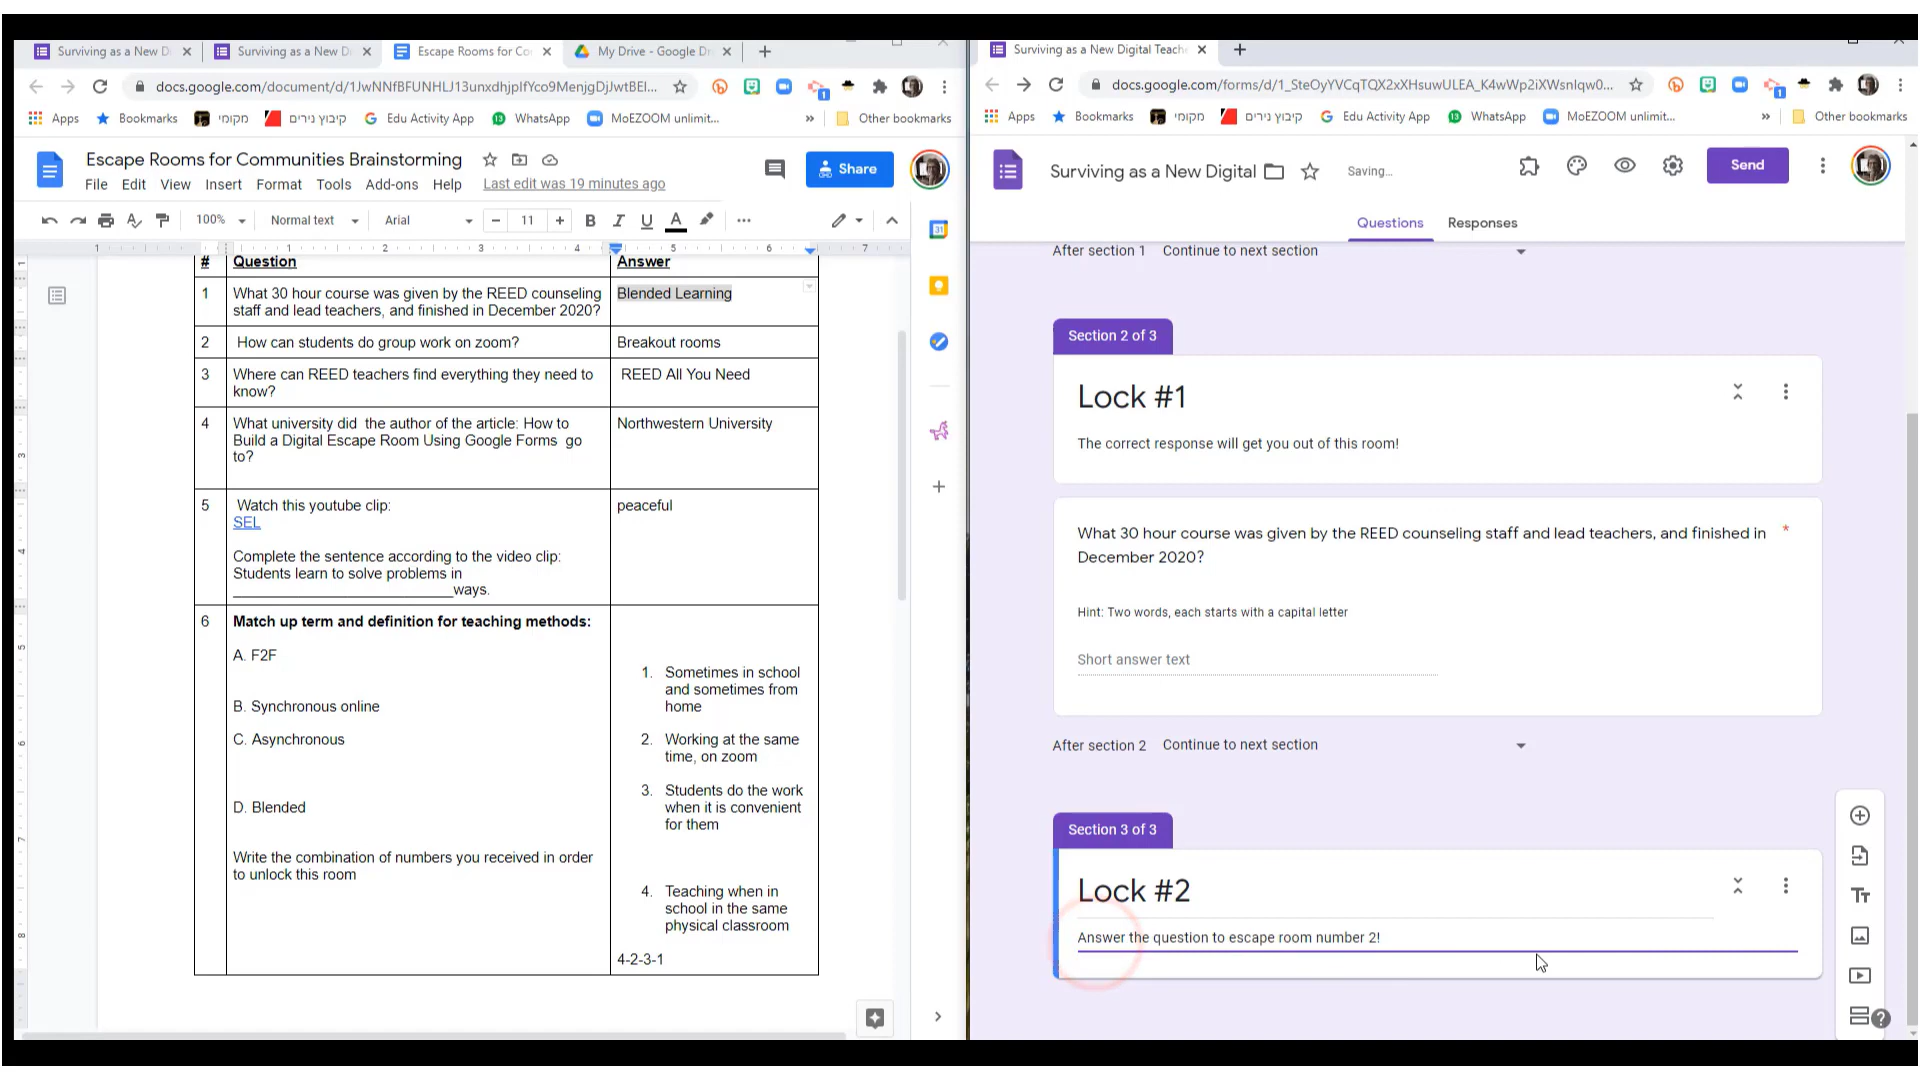 Surviving as a New D
Surviving as a New Di
Escape Rooms for Co
My Drive - Google Dr
docs.google.com/document/d/1JwNNfBFUNHLJ13unxdhjpIfYco9MenjgDjJwtBEl...
Apps
Bookmarks
מקומי
קיבוץ נירים
Edu Activity App
WhatsApp
MoEZOOM unlimit...
»
Other bookmarks
Escape Rooms for Communities Brainstorming
Share
File Edit View Insert Format Tools Add-ons Help
Last edit was 19 minutes ago
100%
Normal text
Arial
11
# Question Answer
1 What 30 hour course was given by the REED counseling
staff and lead teachers, and finished in December 2020?
Blended Learning
2 How can students do group work on zoom?
Breakout rooms
3 Where can REED teachers find everything they need to
know?
REED All You Need
4 What university did the author of the article: How to
Build a Digital Escape Room Using Google Forms go
to?
Northwestern University
5 Watch this youtube clip:
SEL
Complete the sentence according to the video clip:
Students learn to solve problems in
___________________________ways.
peaceful
6 Match up term and definition for teaching methods:
A. F2F
B. Synchronous online
C. Asynchronous
D. Blended
Write the combination of numbers you received in order
to unlock this room
1. Sometimes in school
and sometimes from
home
2. Working at the same
time, on zoom
3. Students do the work
when it is convenient
for them
4. Teaching when in
school in the same
physical classroom
4-2-3-1
Surviving as a New Digital Teach
docs.google.com/forms/d/1_SteOyYVCqTQX2xXHsuwULEA_K4wWp2iXWsnIqw0...
Apps
Bookmarks
מקומי
קיבוץ נירים
Edu Activity App
WhatsApp
MoEZOOM unlimit...
»
Other bookmarks
Surviving as a New Digital
Saving...
Send
Questions
Responses
After section 1 Continue to next section
Section 2 of 3
Lock #1
The correct response will get you out of this room!
What 30 hour course was given by the REED counseling staff and lead teachers, and finished in *
December 2020?
Hint: Two words, each starts with a capital letter
Short answer text
After section 2 Continue to next section
Section 3 of 3
Lock #2
Answer the question to escape room number 2!